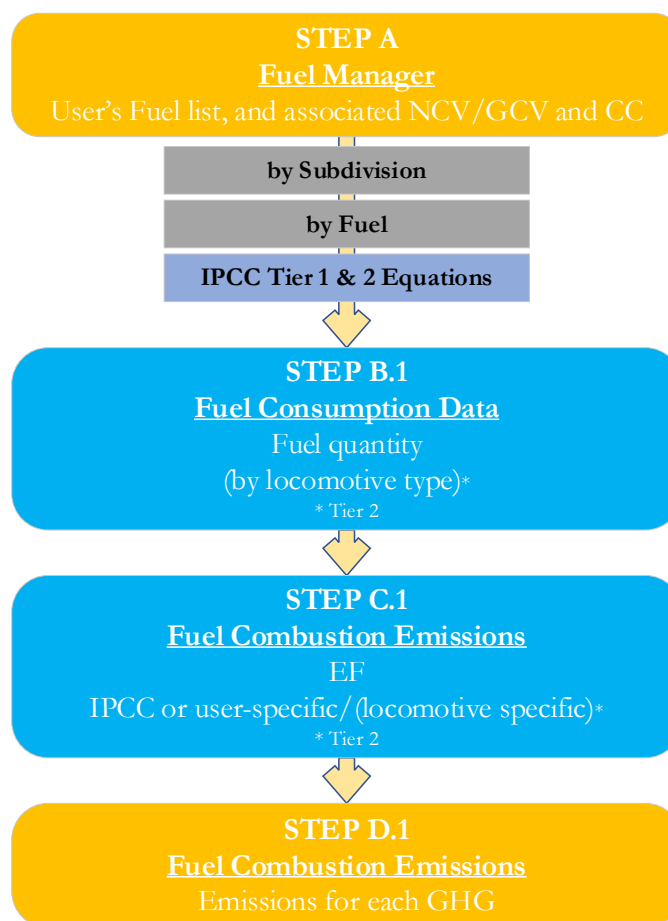 STEP A
Fuel Manager
User's Fuel list, and associated NCV/GCV and CC
by Subdivision
by Fuel
IPCC Tier 1 & 2 Equations
STEP B.1
Fuel Consumption Data
Fuel quantity
(by locomotive type)*
* Tier 2
STEP C.1
Fuel Combustion Emissions
EF
IPCC or user-specific/(locomotive specific)*
* Tier 2
STEP D.1
Fuel Combustion Emissions
Emissions for each GHG